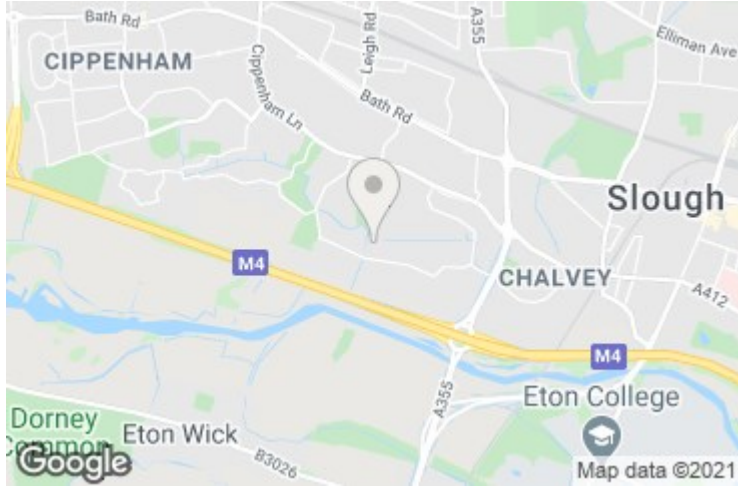 Bath Rd
Leigh Rd
A355
Elliman Ave
CIPPENHAM
Cippenham Ln
Bath Rd
Slough
M4
CHALVEY
A412
M4
A355
Eton College
Dorney
Common
Eton Wick
B3026
Google
Map data ©2021